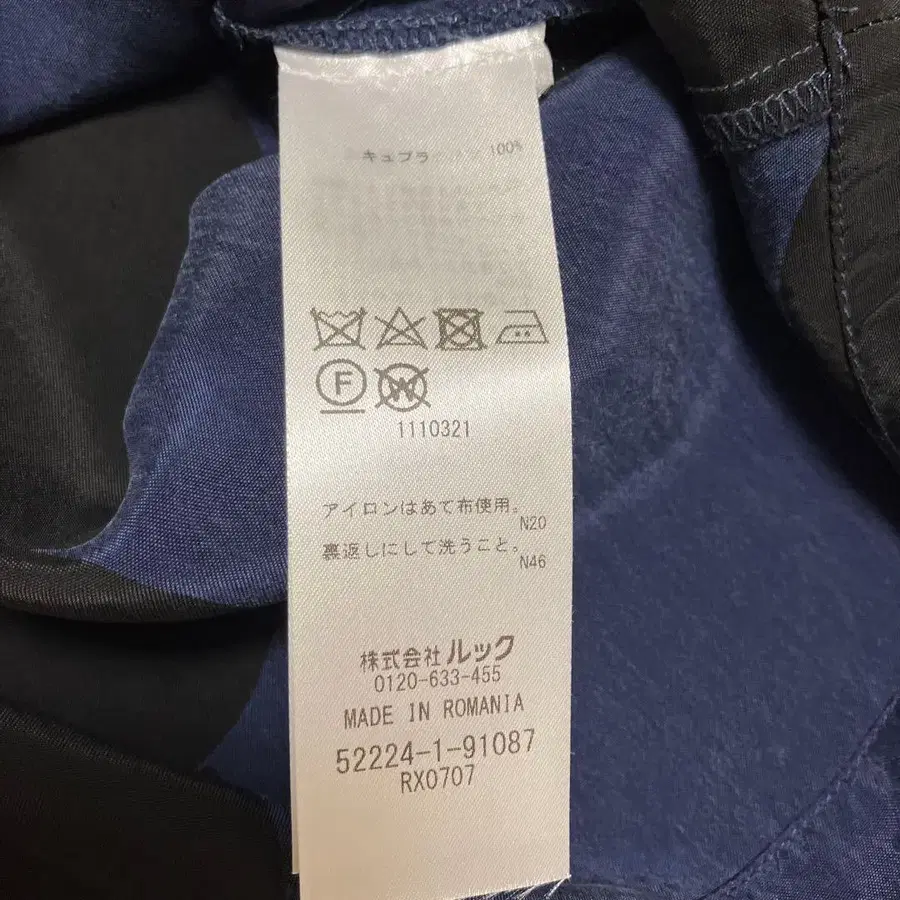 キュプラ 100%
F W
1110321
アイロンはあて布使用。
N20
裏返しにして洗うこと。
N46
株式会社ルック
0120-633-455
MADE IN ROMANIA
52224-1-91087
RX0707